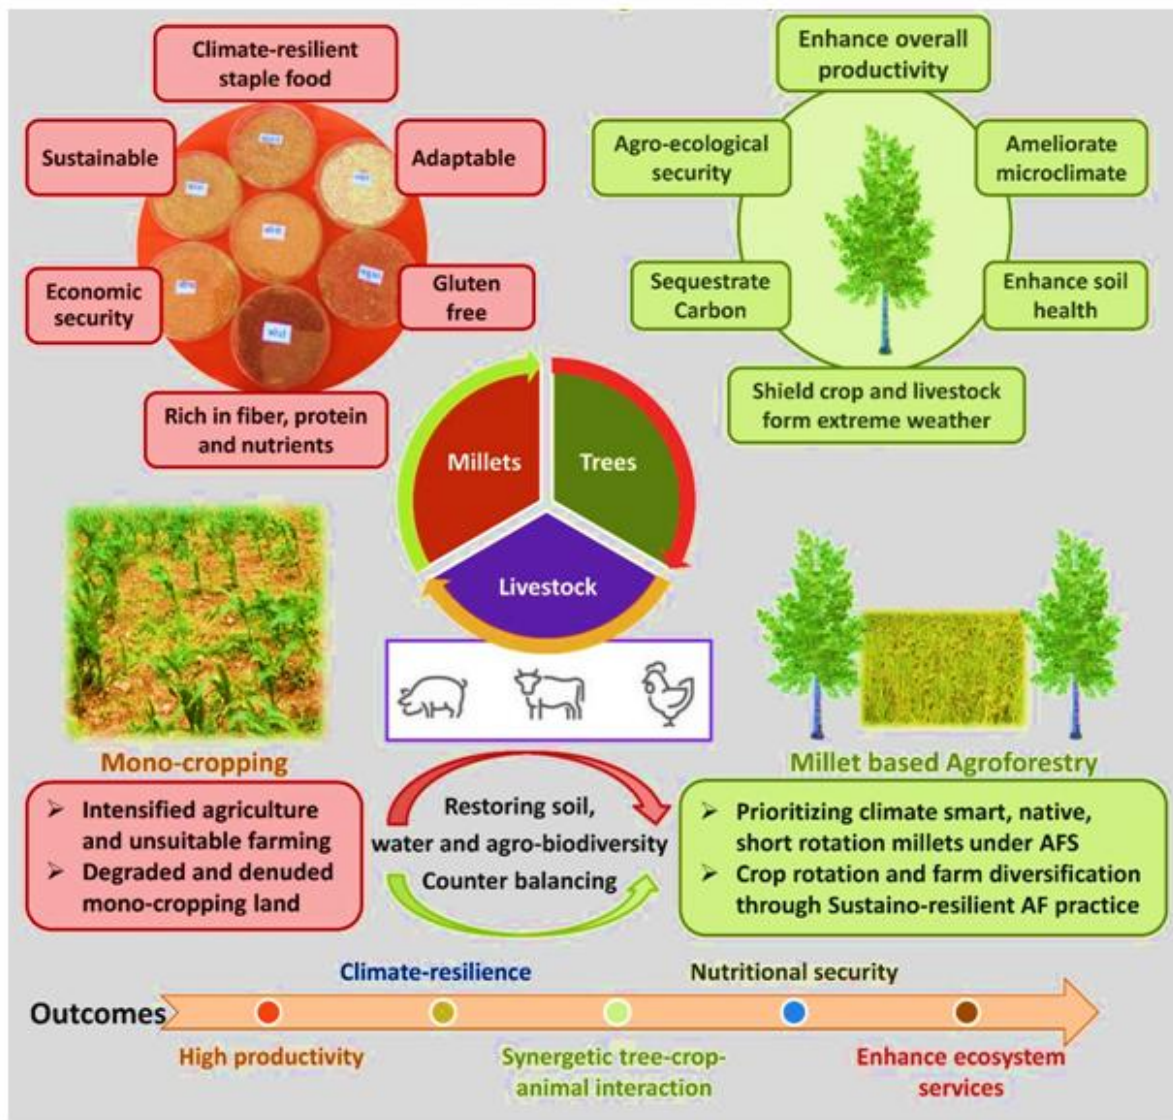 Climate-resilient
staple food
Sustainable
Adaptable
Economic
security
Gluten
free
Rich in fiber, protein
and nutrients
Enhance overall
productivity
Agro-ecological
security
Ameliorate
microclimate
Sequestrate
Carbon
Enhance soil
health
Shield crop and livestock
form extreme weather
Millets
Trees
Livestock
Mono-cropping
➢ Intensified agriculture
and unsuitable farming
➢ Degraded and denuded
mono-cropping land
Restoring soil,
water and agro-biodiversity
Counter balancing
Millet based Agroforestry
➢ Prioritizing climate smart, native,
short rotation millets under AFS
➢ Crop rotation and farm diversification
through Sustaino-resilient AF practice
Climate-resilience
Nutritional security
Outcomes
High productivity
Synergetic tree-crop-
animal interaction
Enhance ecosystem
services